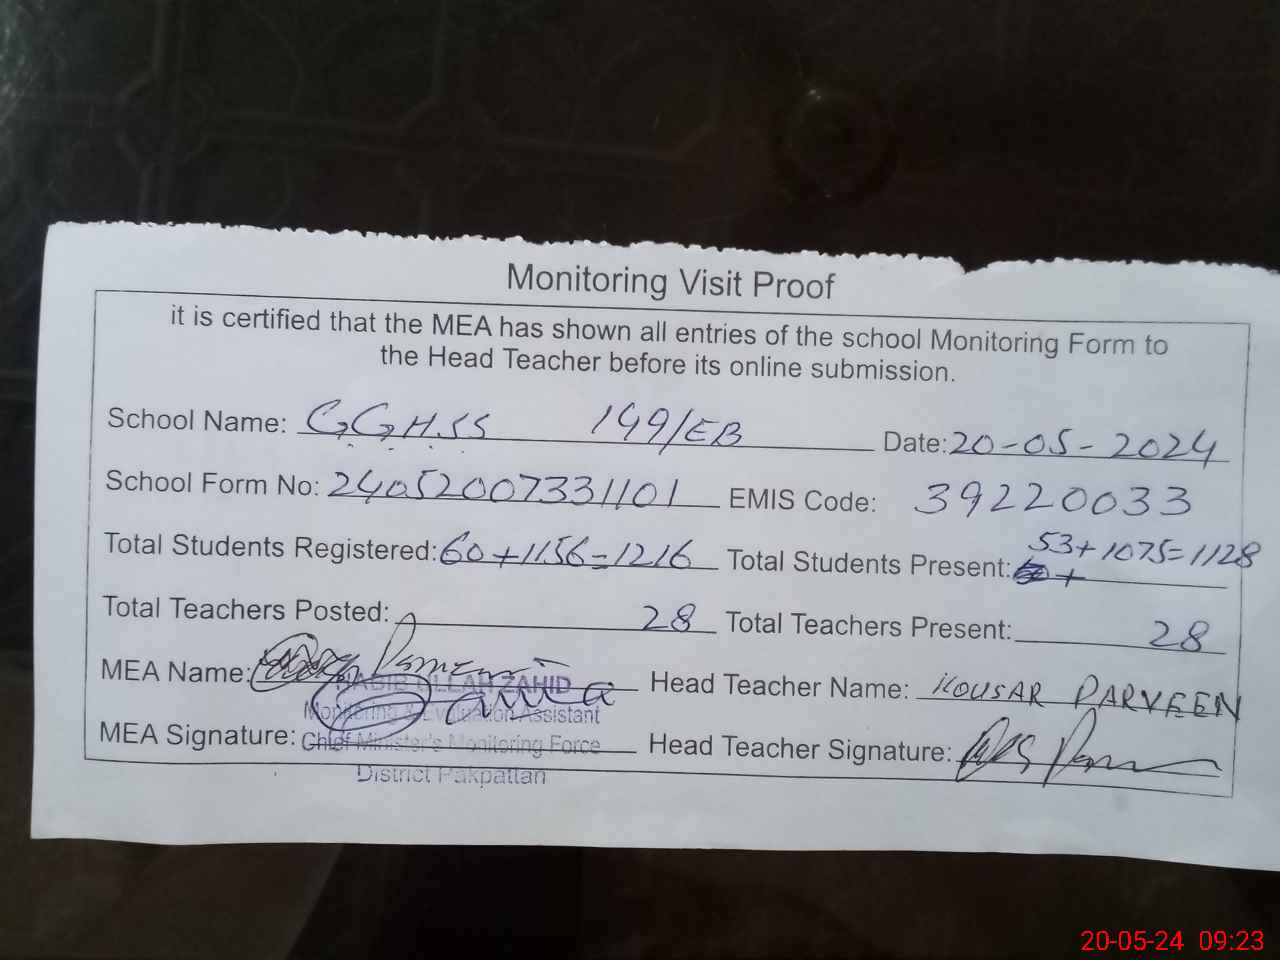 Monitoring Visit Proof
it is certified that the MEA has shown all entries of the school Monitoring Form to
the Head Teacher before its online submission.
School Name: GGHSS 149/EB Date: 20-05-2024
School Form No: 24052007331101 EMIS Code: 39220033
Total Students Registered: 60+1156=1216 Total Students Present: 53+1075=1128
Total Teachers Posted: 28 Total Teachers Present: 28
MEA Name: Head Teacher Name: KOUSAR PARVEEN
HABIB ULLAH ZAHID
Monitoring & Evaluation Assistant
MEA Signature: Head Teacher Signature:
Chief Minister's Monitoring Force
District Pakpattan
20-05-24 09:23